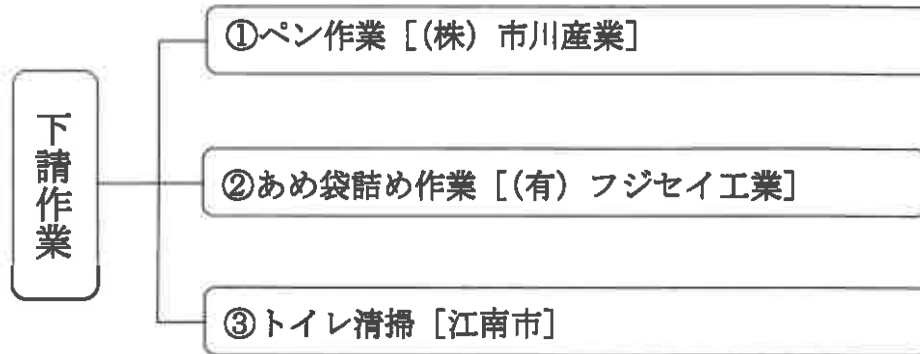 下請作業
①ペン作業［(株) 市川産業］
②あめ袋詰め作業［(有) フジセイ工業］
③トイレ清掃［江南市］